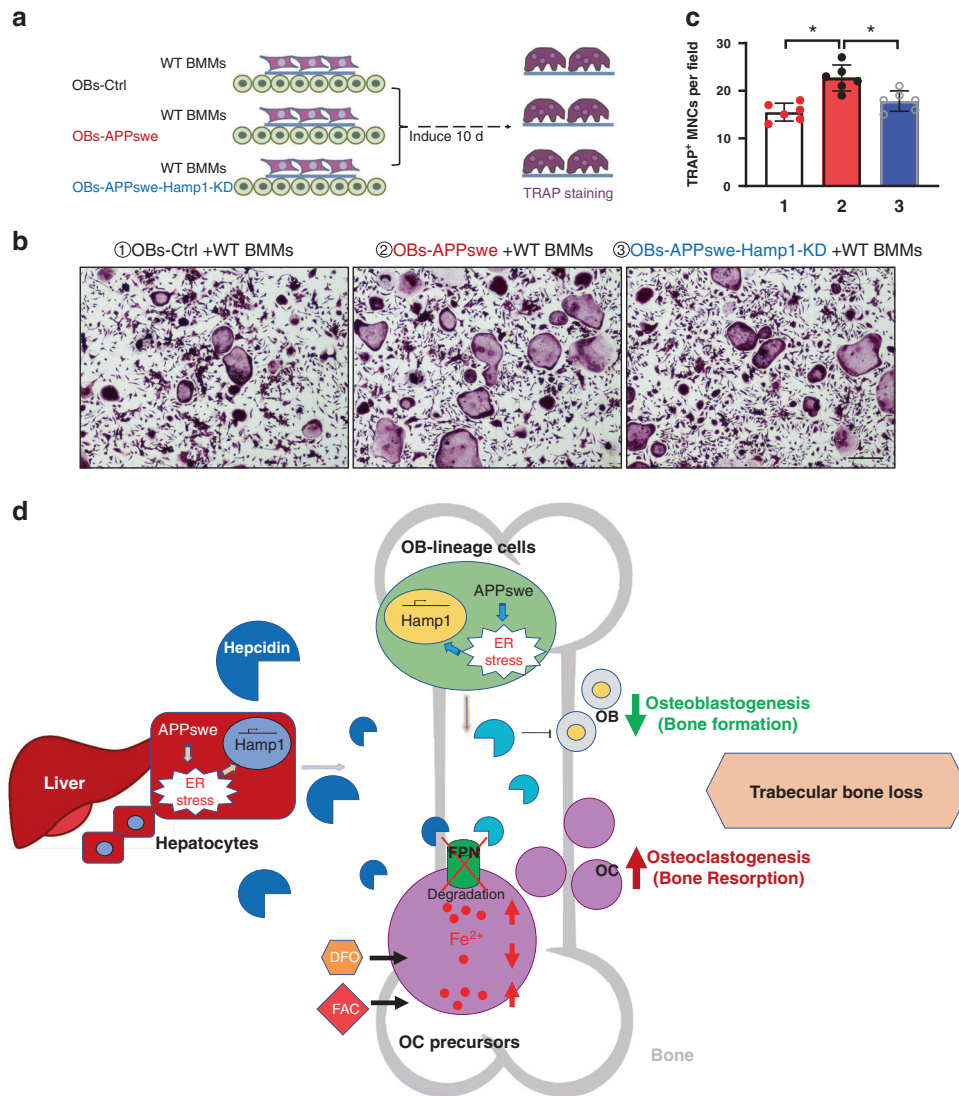 a
WT BMMs
OBs-Ctrl
WT BMMs
OBs-APPswe
WT BMMs
OBs-APPswe-Hamp1-KD
Induce 10 d
TRAP staining
c
* *
TRAP⁺ MNCs per field
30
20
10
0
1 2 3
b
①OBs-Ctrl +WT BMMs
②OBs-APPswe +WT BMMs
③OBs-APPswe-Hamp1-KD +WT BMMs
d
OB-lineage cells
APPswe
Hamp1
ER
stress
Hepcidin
OB
Osteoblastogenesis
(Bone formation)
APPswe
Hamp1
Liver
ER
stress
Hepatocytes
Trabecular bone loss
FPN
Degradation
OC
Osteoclastogenesis
(Bone Resorption)
Fe²⁺
DFO
FAC
OC precursors
Bone